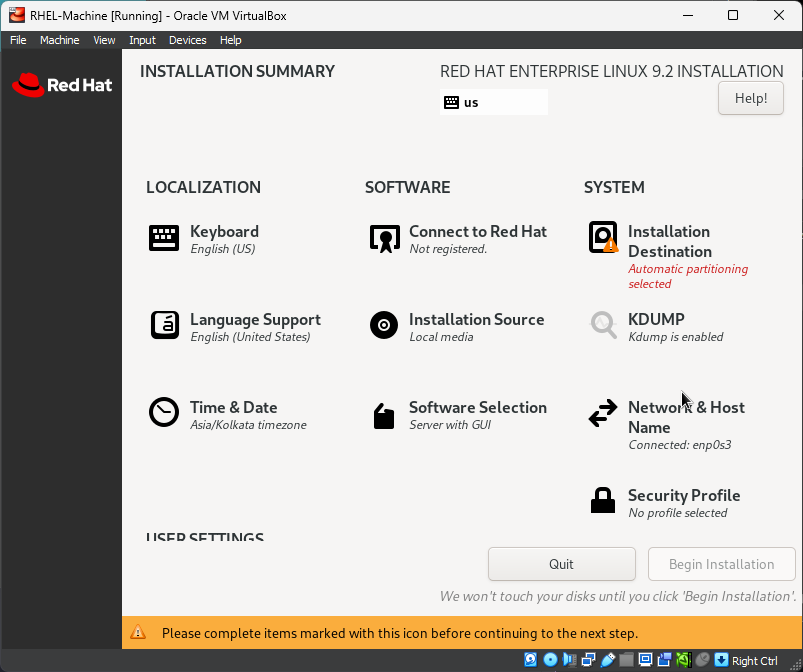 RHEL-Machine [Running] - Oracle VM VirtualBox
File Machine View Input Devices Help
Red Hat
INSTALLATION SUMMARY
RED HAT ENTERPRISE LINUX 9.2 INSTALLATION
us
Help!
LOCALIZATION
Keyboard
English (US)
Language Support
English (United States)
Time & Date
Asia/Kolkata timezone
SOFTWARE
Connect to Red Hat
Not registered.
Installation Source
Local media
Software Selection
Server with GUI
SYSTEM
Installation
Destination
Automatic partitioning
selected
KDUMP
Kdump is enabled
Network & Host
Name
Connected: enp0s3
Security Profile
No profile selected
USER SETTINGS
Quit
Begin Installation
We won't touch your disks until you click 'Begin Installation'.
Please complete items marked with this icon before continuing to the next step.
Right Ctrl